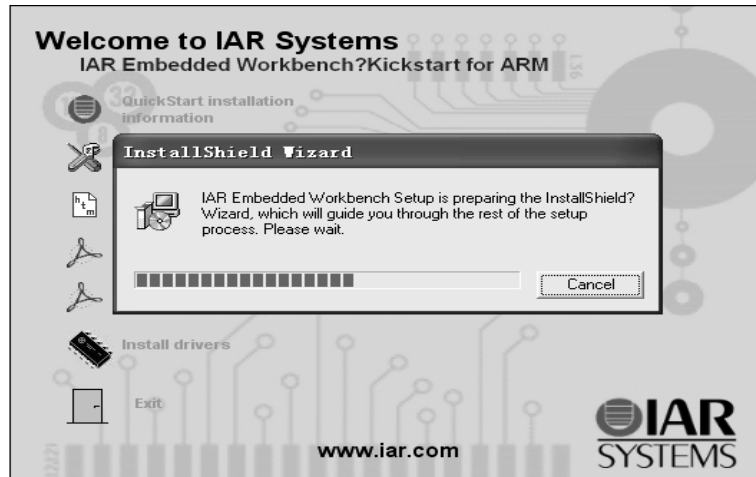 Welcome to IAR Systems
IAR Embedded Workbench?Kickstart for ARM
QuickStart installation
information
InstallShield Wizard
IAR Embedded Workbench Setup is preparing the InstallShield?
Wizard, which will guide you through the rest of the setup
process. Please wait.
Cancel
Install drivers
Exit
www.iar.com
IAR
SYSTEMS